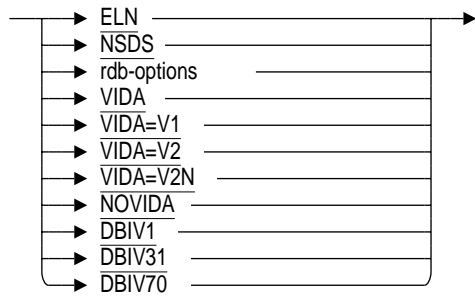 ELN
NSDS
rdb-options
VIDA
VIDA=V1
VIDA=V2
VIDA=V2N
NOVIDA
DBIV1
DBIV31
DBIV70